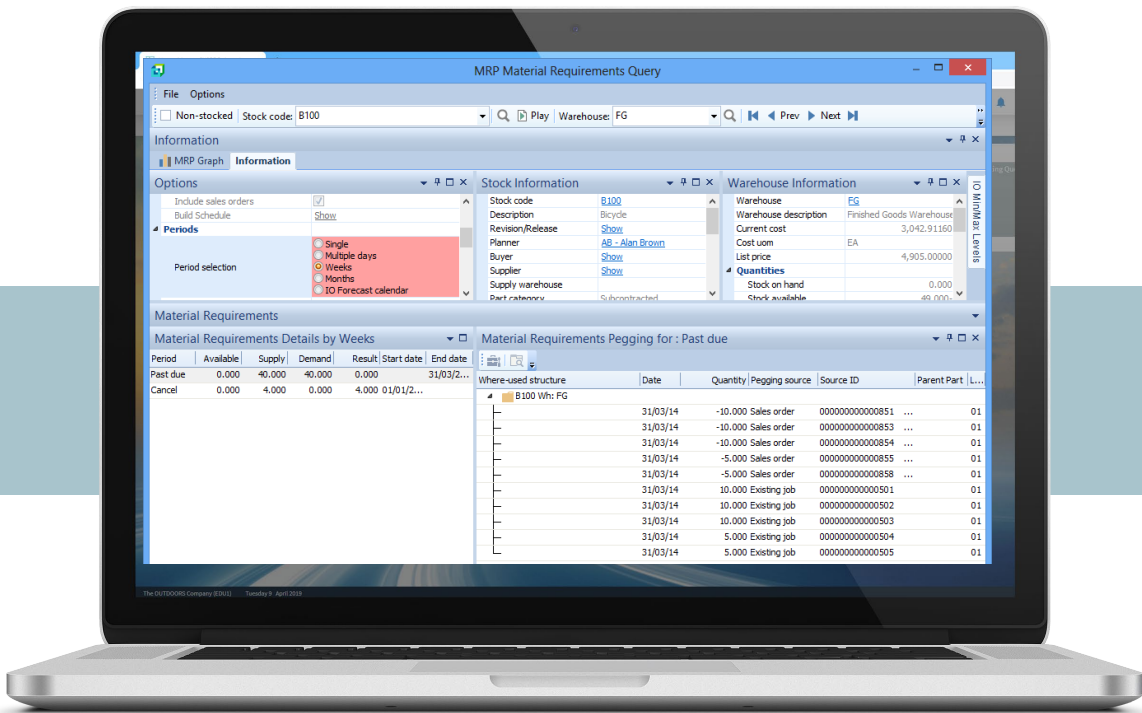 MRP Material Requirements Query
File Options
Non-stocked Stock code: B100 Play Warehouse: FG Prev Next
Information
MRP Graph Information
Options Stock Information Warehouse Information
IO Min/Max Levels
Include sales orders Stock code B100 Warehouse FG
Build Schedule Show Description Bicycle Warehouse description Finished Goods Warehouse
Periods Revision/Release Show Current cost 3,042.91160
Single Planner AB - Alan Brown Cost uom EA
Multiple days Buyer Show List price 4,905.00000
Period selection Weeks Supplier Show Quantities
Months Supply warehouse Stock on hand 0.000
IO Forecast calendar Part category Subcontracted Stock available 49.000-
Material Requirements
Material Requirements Details by Weeks Material Requirements Pegging for : Past due
Period Available Supply Demand Result Start date End date
Past due 0.000 40.000 40.000 0.000 31/03/2...
Cancel 0.000 4.000 0.000 4.000 01/01/2...
Where-used structure Date Quantity Pegging source Source ID Parent Part L...
B100 Wh: FG
31/03/14 -10.000 Sales order 000000000000851 ... 01
31/03/14 -10.000 Sales order 000000000000853 ... 01
31/03/14 -10.000 Sales order 000000000000854 ... 01
31/03/14 -5.000 Sales order 000000000000855 ... 01
31/03/14 -5.000 Sales order 000000000000858 ... 01
31/03/14 10.000 Existing job 000000000000501 01
31/03/14 10.000 Existing job 000000000000502 01
31/03/14 10.000 Existing job 000000000000503 01
31/03/14 5.000 Existing job 000000000000504 01
31/03/14 5.000 Existing job 000000000000505 01
The OUTDOORS Company (EDU1) Tuesday 9 April 2019